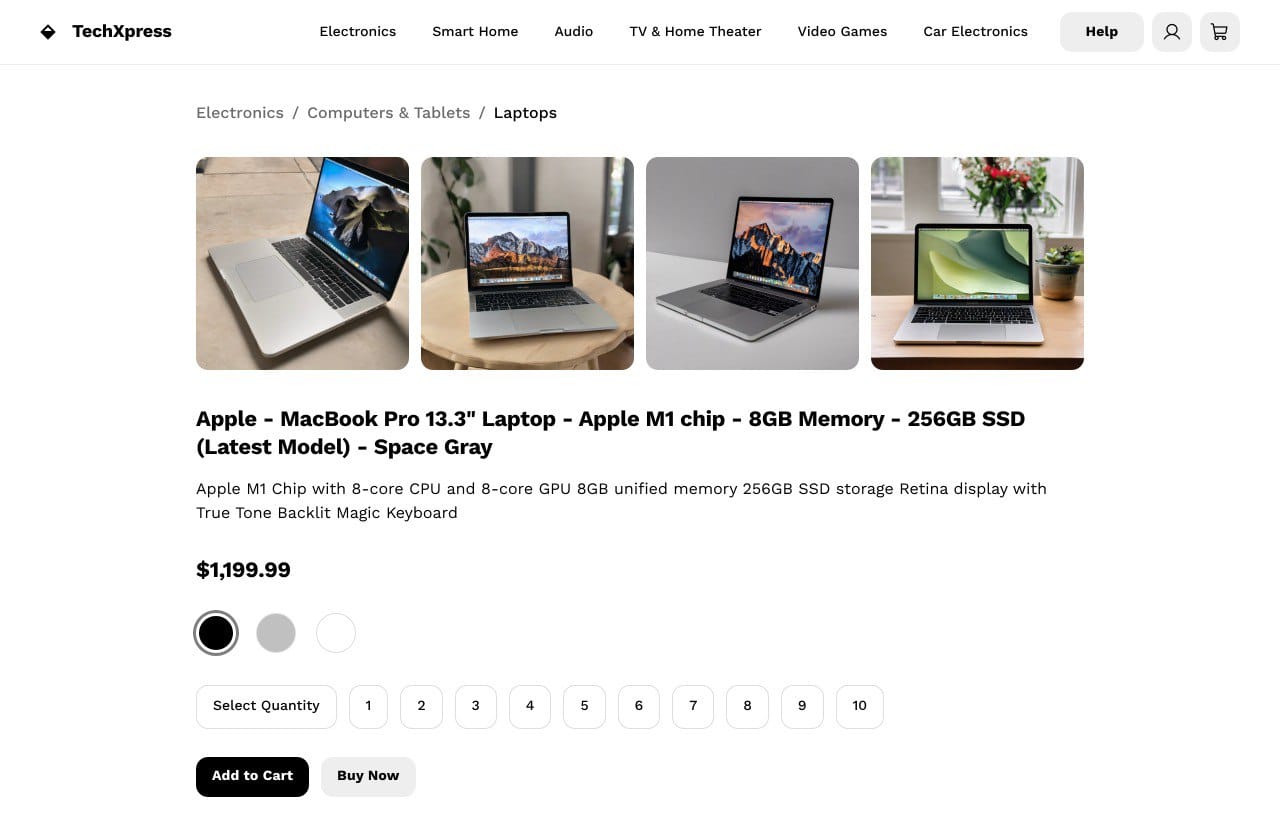 TechXpress
Electronics Smart Home Audio TV & Home Theater Video Games Car Electronics Help
Electronics / Computers & Tablets / Laptops
Apple - MacBook Pro 13.3" Laptop - Apple M1 chip - 8GB Memory - 256GB SSD
(Latest Model) - Space Gray
Apple M1 Chip with 8-core CPU and 8-core GPU 8GB unified memory 256GB SSD storage Retina display with
True Tone Backlit Magic Keyboard
$1,199.99
Select Quantity 1 2 3 4 5 6 7 8 9 10
Add to Cart Buy Now